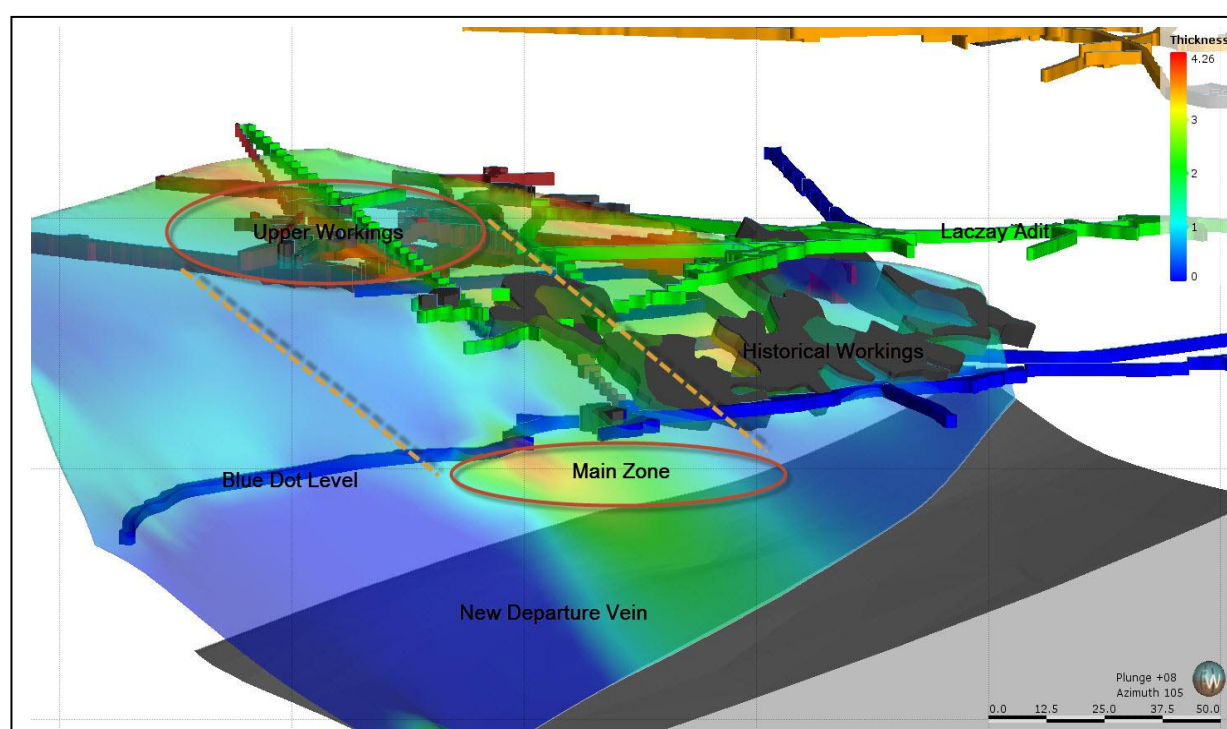 Thickness
4.26
3
2
1
0
Upper Workings
Laczay Adit
Historical Workings
Main Zone
Blue Dot Level
New Departure Vein
Plunge +08
Azimuth 105
W
0.0 12.5 25.0 37.5 50.0